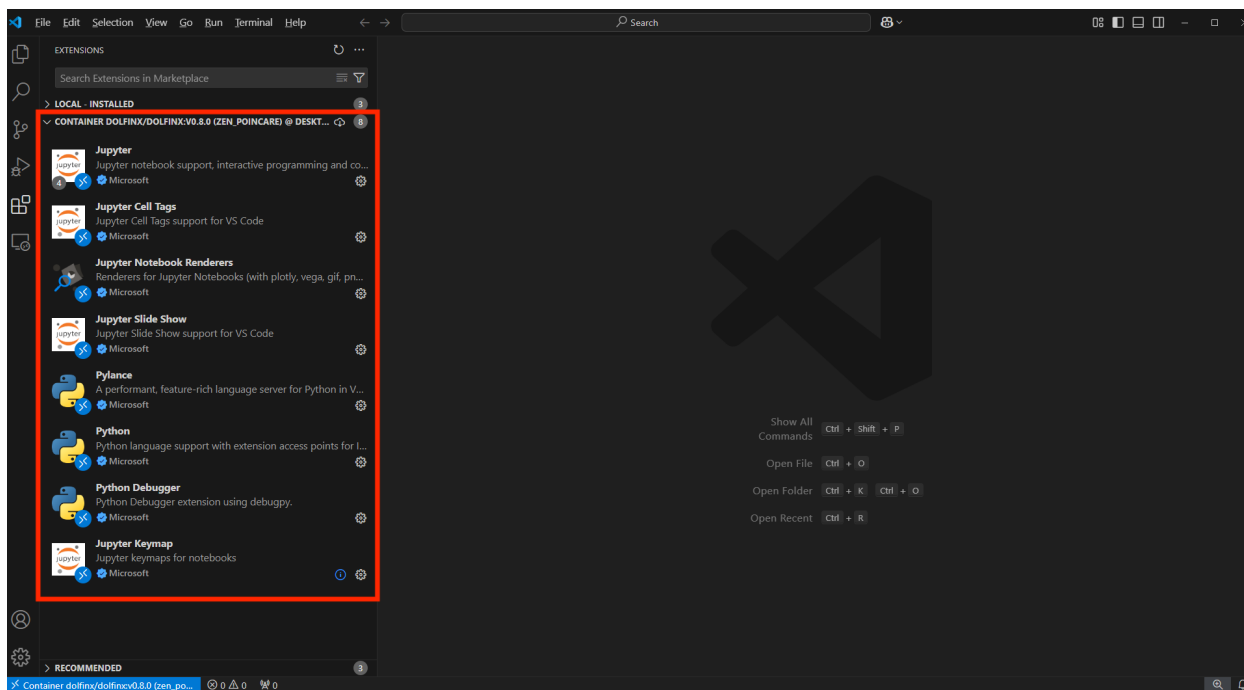 File Edit Selection View Go Run Terminal Help
Search
EXTENSIONS
Search Extensions in Marketplace
LOCAL - INSTALLED 3
CONTAINER DOLFINX/DOLFINX:V0.8.0 (ZEN_POINCARE) @ DESKT... 8
Jupyter
jupyter
Jupyter notebook support, interactive programming and co...
4
Microsoft
Jupyter Cell Tags
jupyter
Jupyter Cell Tags support for VS Code
Microsoft
Jupyter Notebook Renderers
Renderers for Jupyter Notebooks (with plotly, vega, gif, pn...
Microsoft
Jupyter Slide Show
jupyter
Jupyter Slide Show support for VS Code
Microsoft
Pylance
A performant, feature-rich language server for Python in V...
Microsoft
Python
Python language support with extension access points for I...
Microsoft
Python Debugger
Python Debugger extension using debugpy.
Microsoft
Jupyter Keymap
jupyter
Jupyter keymaps for notebooks
Microsoft
Show All Commands Ctrl + Shift + P
Open File Ctrl + O
Open Folder Ctrl + K Ctrl + O
Open Recent Ctrl + R
RECOMMENDED 3
Container dolfinx/dolfinx:v0.8.0 (zen_po... 0 0 0